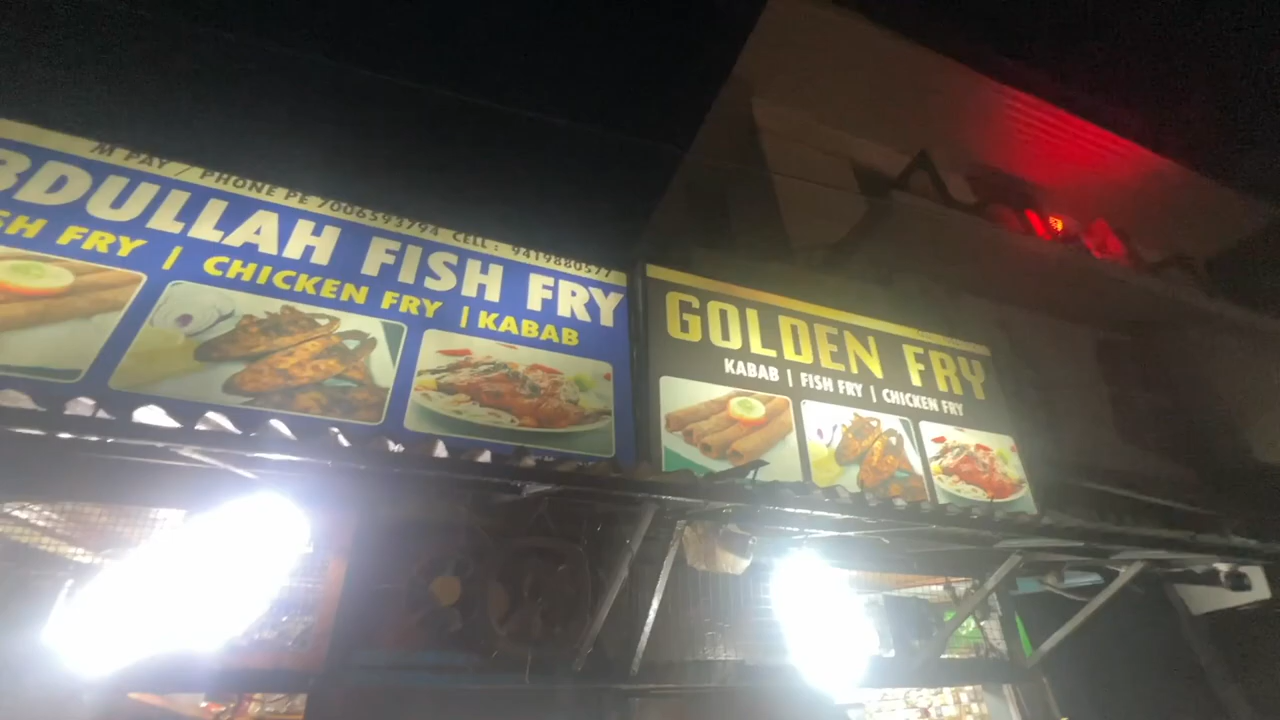 M PAY / PHONE PE 7006593794 CELL : 9419880577
BDULLAH FISH FRY
SH FRY | CHICKEN FRY | KABAB
GOLDEN FRY
KABAB | FISH FRY | CHICKEN FRY